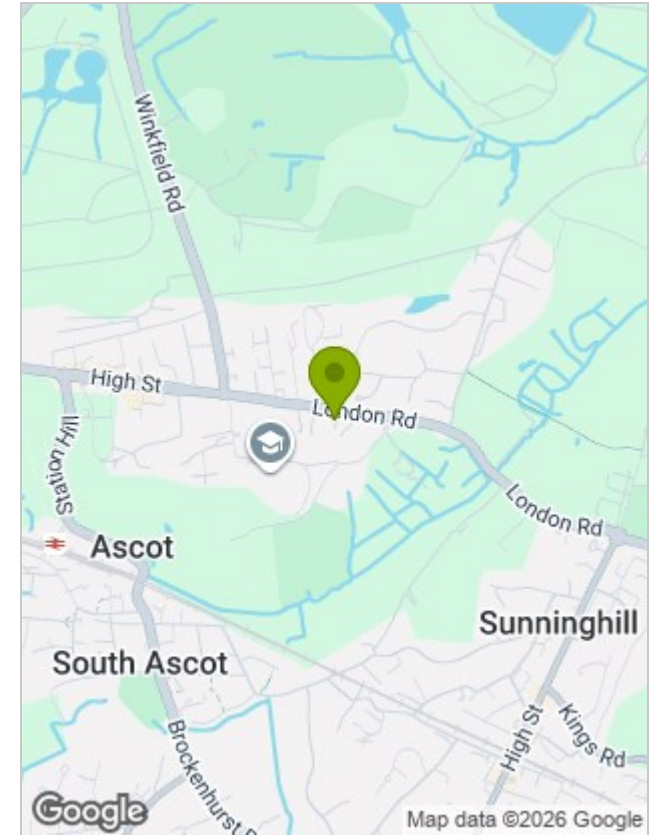 Winkfield Rd
High St
London Rd
Station Hill
London Rd
Ascot
Sunninghill
South Ascot
High St
Kings Rd
Brockenhurst
Google
Map data ©2026 Google